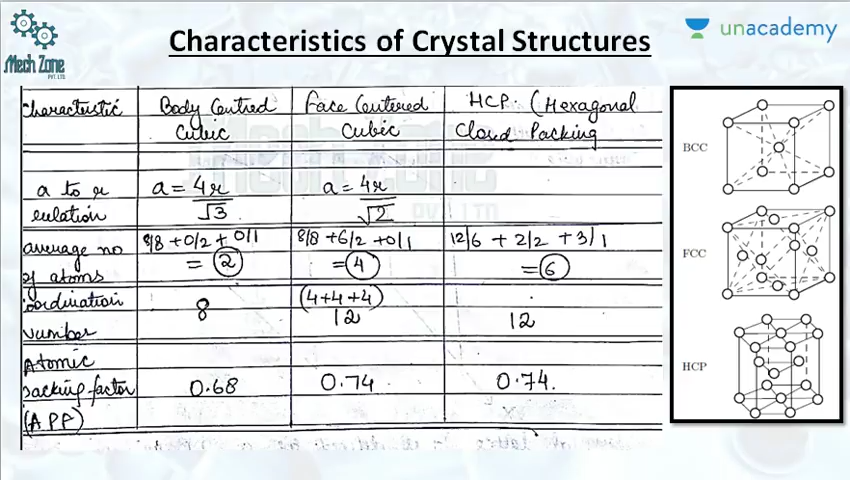 Mech Zone
PVT. LTD
Characteristics of Crystal Structures
unacademy
Characteristic
Body Centred
Cubic
Face Centered
Cubic
HCP. (Hexagonal
Cloud Packing
a to r
relation
a = 4r/√3
a = 4r/√2
average no
of atoms
8/8 + 0/2 + 0/1
= 2
8/8 + 6/2 + 0/1
= 4
12/6 + 2/2 + 3/1
= 6
Coordination
number
8
(4+4+4)
12
12
Atomic
packing factor
(APF)
0.68
0.74
0.74.
BCC
FCC
HCP